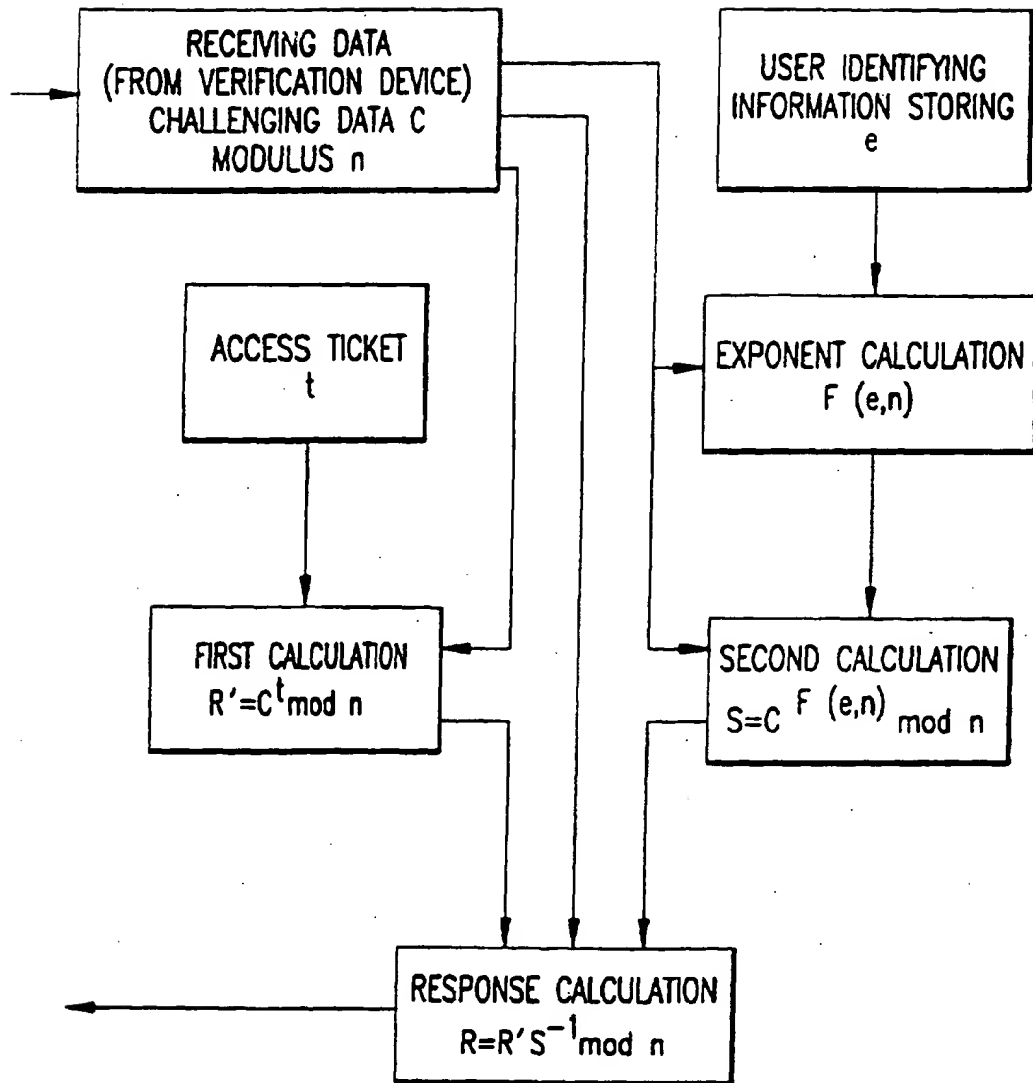 RECEIVING DATA
(FROM VERIFICATION DEVICE)
CHALLENGING DATA C
MODULUS n
USER IDENTIFYING
INFORMATION STORING
e
ACCESS TICKET
t
EXPONENT CALCULATION
F (e,n)
FIRST CALCULATION
R'=C^t mod n
SECOND CALCULATION
S=C^F (e,n) mod n
RESPONSE CALCULATION
R=R'S^-1 mod n